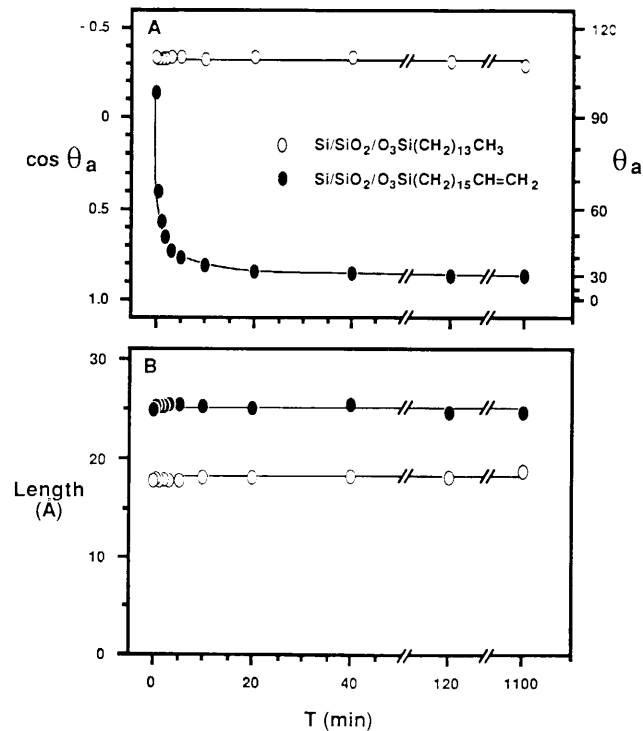 A
- 0.5
0
0.5
1.0
cos θa
120
90
60
30
0
θa
Si/SiO2/O3Si(CH2)13CH3
Si/SiO2/O3Si(CH2)15CH=CH2
B
30
20
10
0
Length
(Å)
0
20
40
120
1100
T (min)